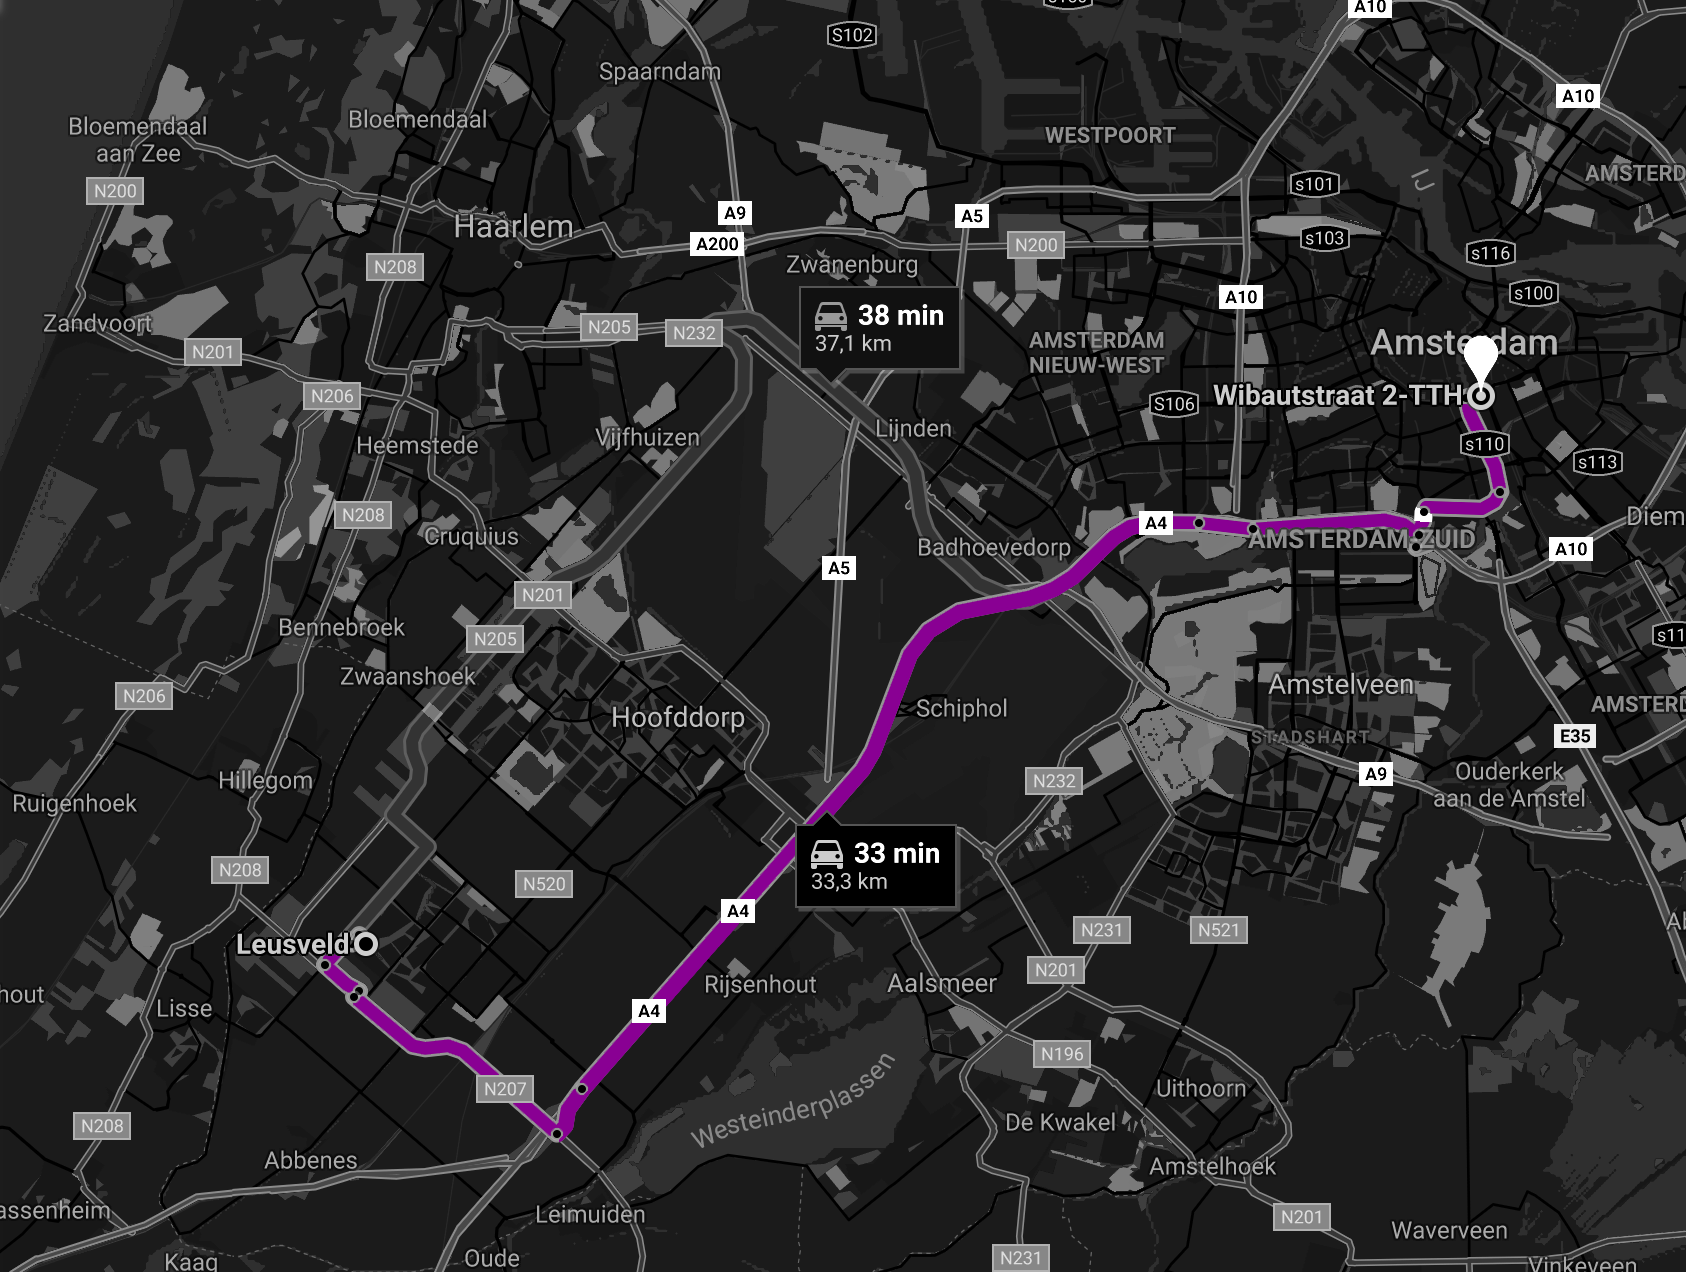 A10
S102
Spaarndam
A10
Bloemendaal
aan Zee
Bloemendaal
WESTPOORT
AMSTERD
N200
s101
IJ
A9
A5
Haarlem
A200
N200
s103
s116
N208
Zwanenburg
s100
A10
38 min
37,1 km
Zandvoort
N205
N232
N201
AMSTERDAM
NIEUW-WEST
Amsterdam
N206
S106
Wibautstraat 2-TTH
Heemstede
Vijfhuizen
Lijnden
s110
s113
N208
Cruquius
A4
Diem
Badhoevedorp
AMSTERDAM-ZUID
A10
A5
N201
Bennebroek
N205
s11
Zwaanshoek
N206
Amstelveen
Hoofddorp
Schiphol
AMSTERD
STADSHART
E35
Hillegom
N232
A9
Ouderkerk
aan de Amstel
Ruigenhoek
33 min
33,3 km
N208
N520
A4
Leusveld
N231
N521
N201
hout
Lisse
Rijsenhout
Aalsmeer
A4
N196
N207
Westeinderplassen
Uithoorn
N208
De Kwakel
Abbenes
Amstelhoek
assenheim
Leimuiden
N201
Waverveen
Kaag
Oude
N231
Vinkeveen